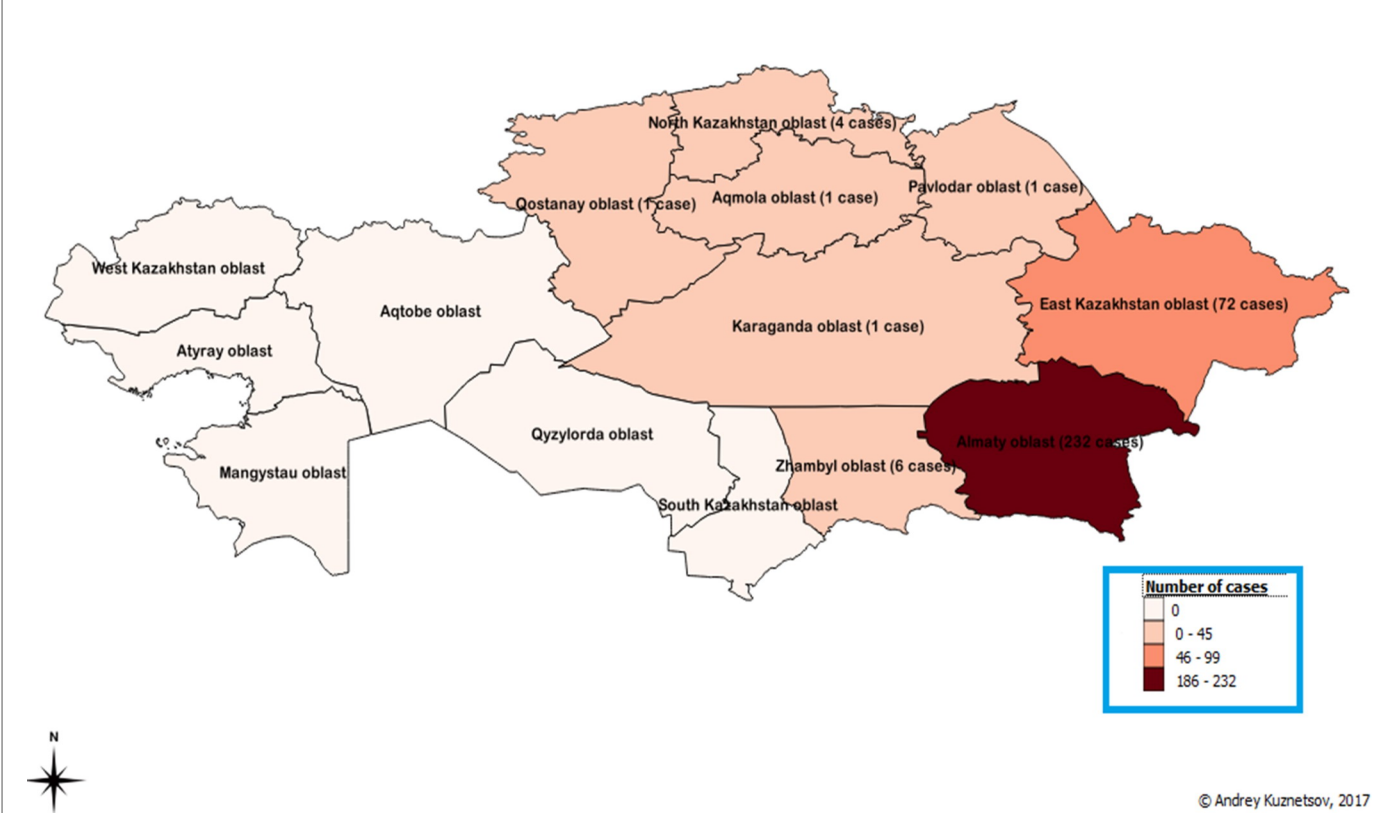 North Kazakhstan oblast (4 cases)
Pavlodar oblast (1 case)
Aqmola oblast (1 case)
Qostanay oblast (1 case)
West Kazakhstan oblast
East Kazakhstan oblast (72 cases)
Aqtobe oblast
Karaganda oblast (1 case)
Atyray oblast
Qyzylorda oblast
Almaty oblast (232 cases)
Zhambyl oblast (6 cases)
Mangystau oblast
South Kazakhstan oblast
Number of cases
0
0 - 45
46 - 99
186 - 232
N
© Andrey Kuznetsov, 2017